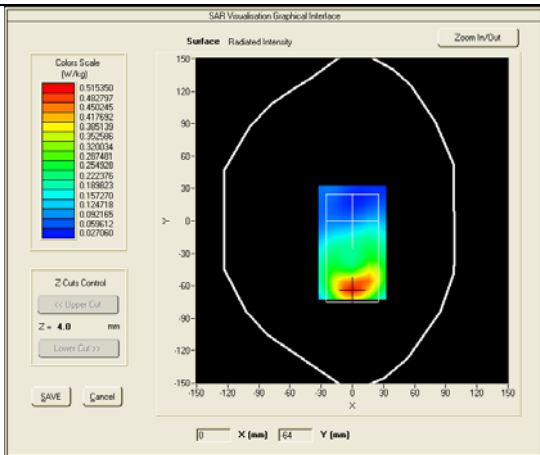 SAR Visualisation Graphical Interface
Surface Radiated Intensity
Zoom In/Out
Colors Scale
(W/kg)
0.515350
0.482797
0.450245
0.417692
0.385139
0.352586
0.320034
0.287481
0.254928
0.222376
0.189823
0.157270
0.124718
0.092165
0.059612
0.027060
Z-Cuts Control
<< Upper Cut
Z = 4.0 mm
Lower Cut >>
SAVE Cancel
150
120
90
60
30
0
-30
-60
-90
-120
-150
Y
-150 -120 -90 -60 -30 0 30 60 90 120 150
X
0 X (mm) -64 Y (mm)